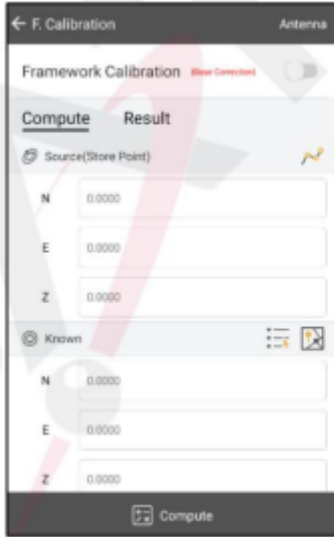 F. Calibration Antenna
Framework Calibration (Base Correction)
Compute Result
Source(Store Point)
N 0.0000
E 0.0000
Z 0.0000
Known
N 0.0000
E 0.0000
Z 0.0000
Compute